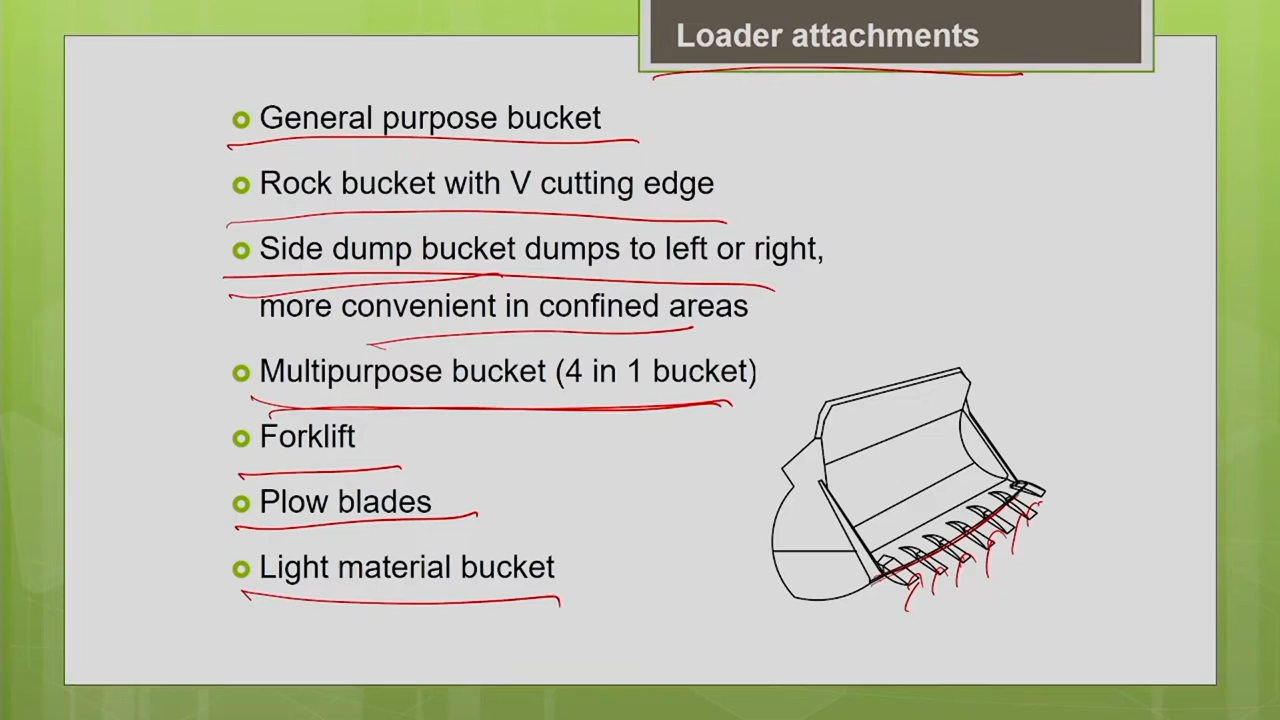 Loader attachments
General purpose bucket
Rock bucket with V cutting edge
Side dump bucket dumps to left or right,
more convenient in confined areas
Multipurpose bucket (4 in 1 bucket)
Forklift
Plow blades
Light material bucket